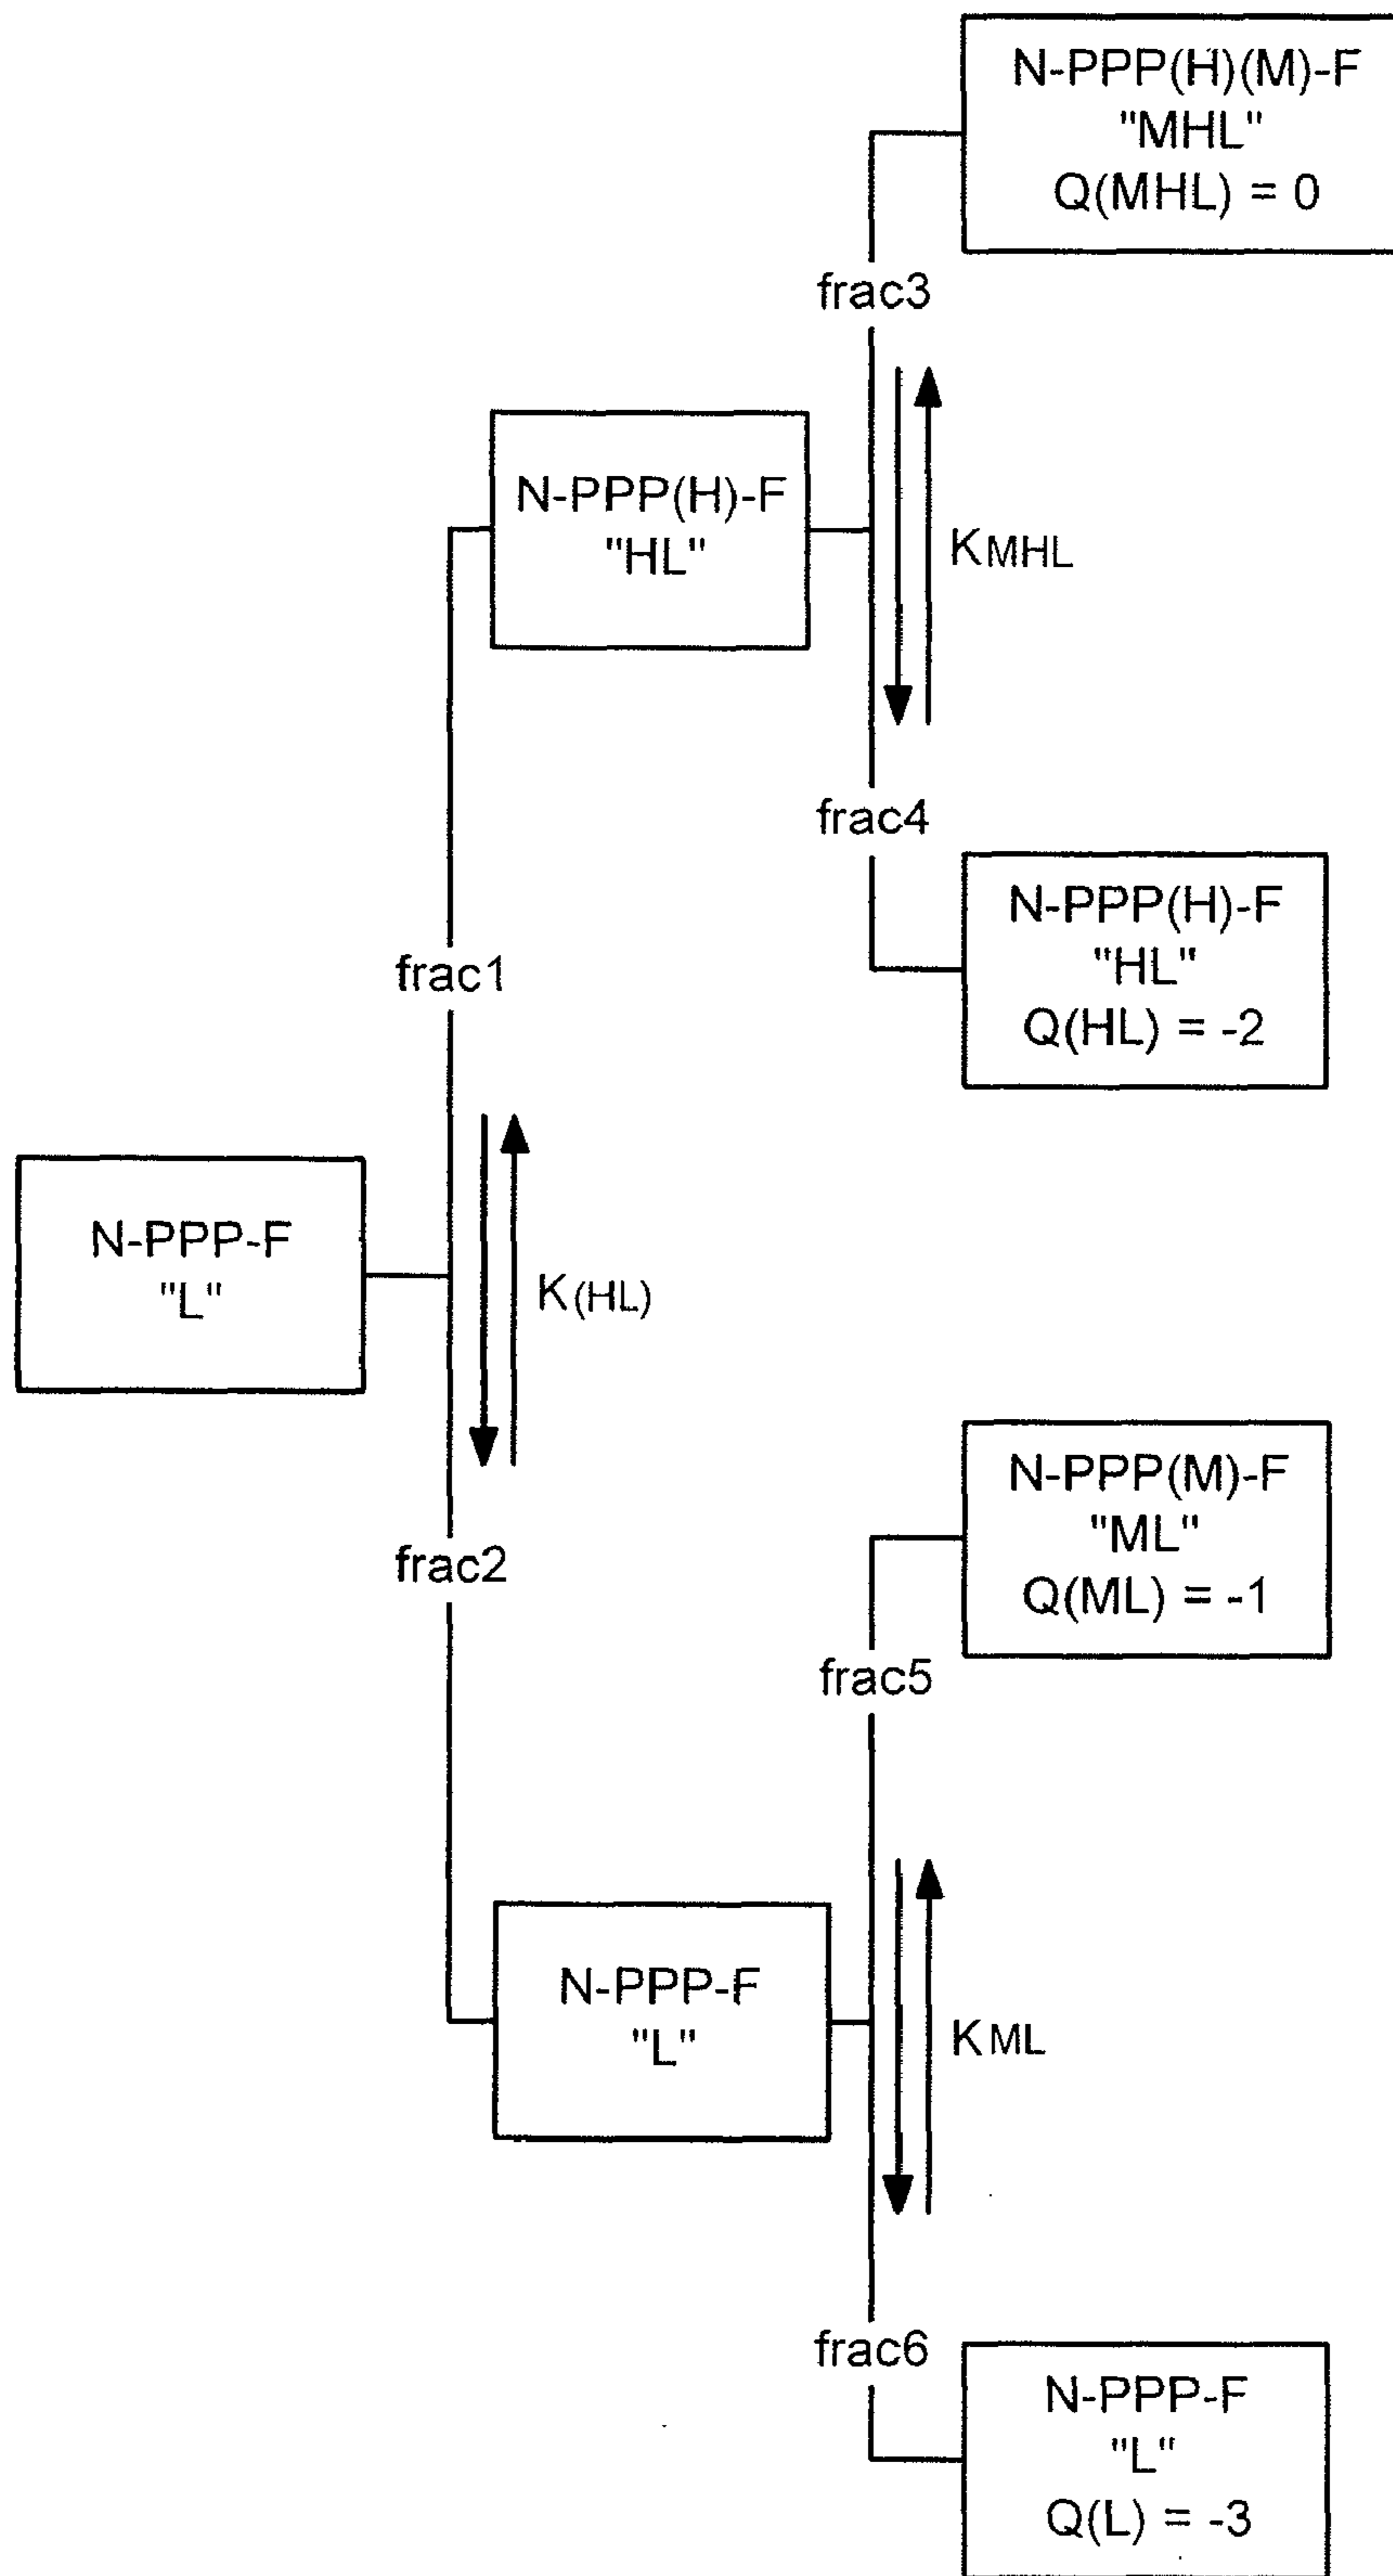 N-PPP(H)(M)-F
"MHL"
Q(MHL) = 0
frac3
N-PPP(H)-F
"HL"
KMHL
frac4
N-PPP(H)-F
"HL"
Q(HL) = -2
frac1
N-PPP-F
"L"
K(HL)
N-PPP(M)-F
"ML"
Q(ML) = -1
frac2
frac5
N-PPP-F
"L"
KML
frac6
N-PPP-F
"L"
Q(L) = -3